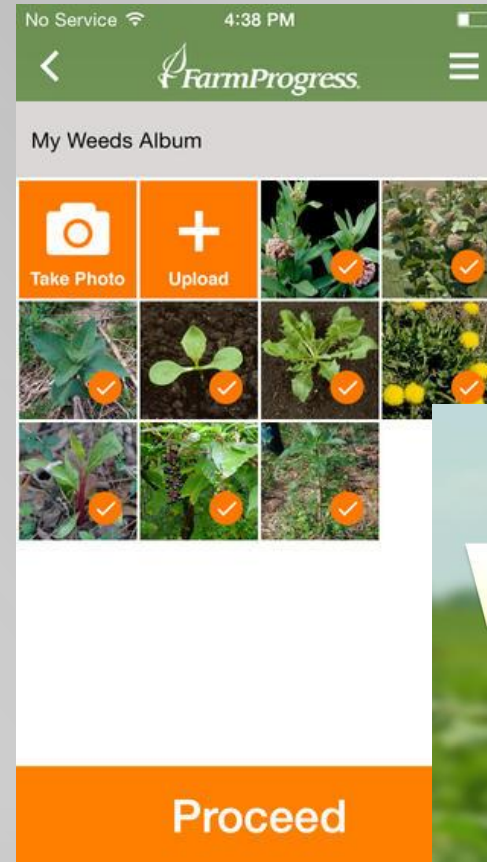 No Service 4:38 PM
FarmProgress.
My Weeds Album
Take Photo Upload
Proceed